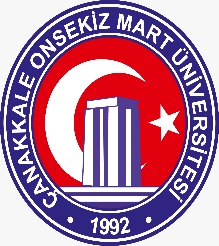 ÇANAKKALE ONSEKİZ MART ÜNİVERSİTESİ
· 1992 ·